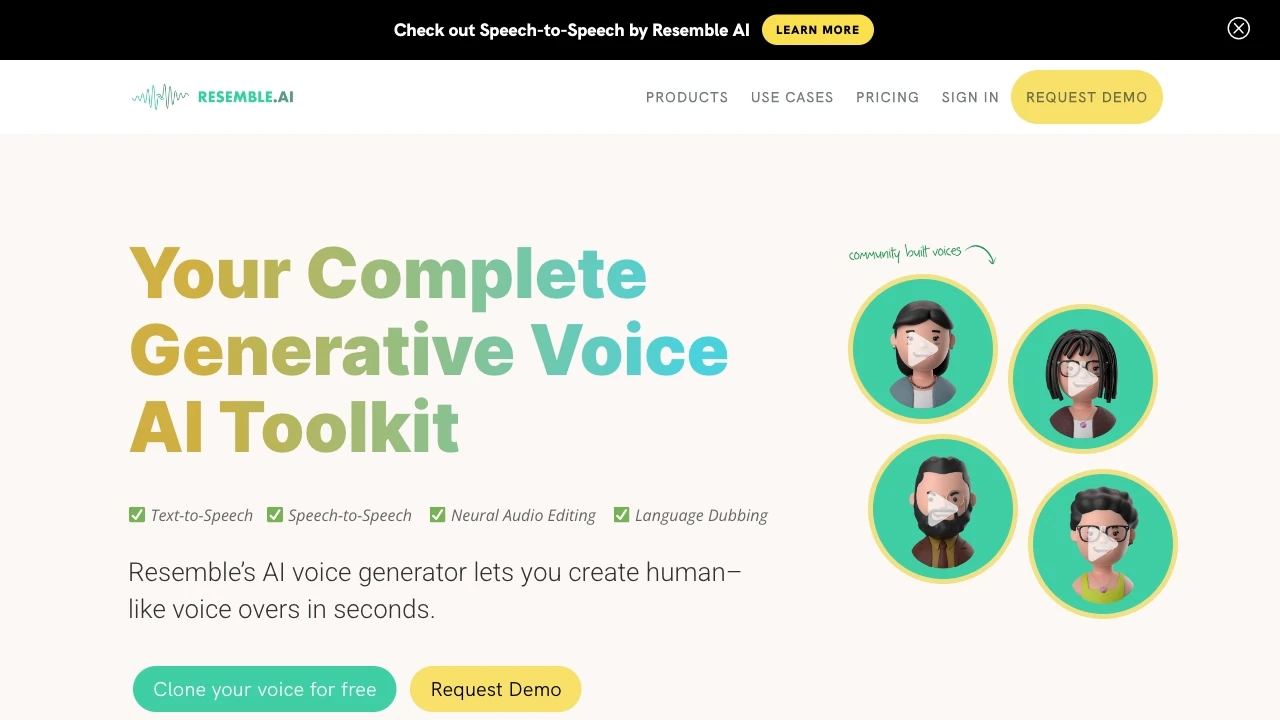 Check out Speech-to-Speech by Resemble AI LEARN MORE
RESEMBLE.AI PRODUCTS USE CASES PRICING SIGN IN REQUEST DEMO
community built voices
Your Complete
Generative Voice
AI Toolkit
✅ Text-to-Speech ✅ Speech-to-Speech ✅ Neural Audio Editing ✅ Language Dubbing
Resemble’s AI voice generator lets you create human–
like voice overs in seconds.
Clone your voice for free Request Demo